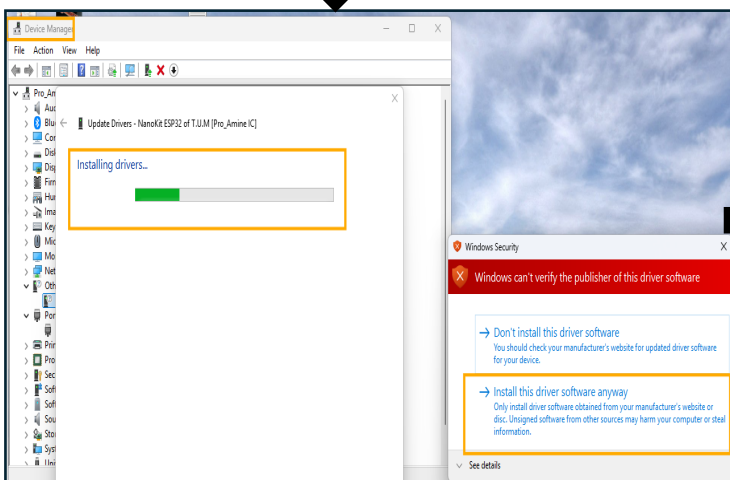 Device Manager
File Action View Help
Pro_Am
Aud
Blu
Con
Disk
Disp
Firm
Hum
Ima
Key
Mic
Mo
Net
Oth
Por
Prin
Pro
Sec
Soft
Soft
Sou
Stor
Syst
Uni
Update Drivers - NanoKit ESP32 of T.U.M [Pro_Amine IC]
Installing drivers...
Windows Security
Windows can't verify the publisher of this driver software
Don't install this driver software
You should check your manufacturer's website for updated driver software
for your device.
Install this driver software anyway
Only install driver software obtained from your manufacturer's website or
disc. Unsigned software from other sources may harm your computer or steal
information.
See details